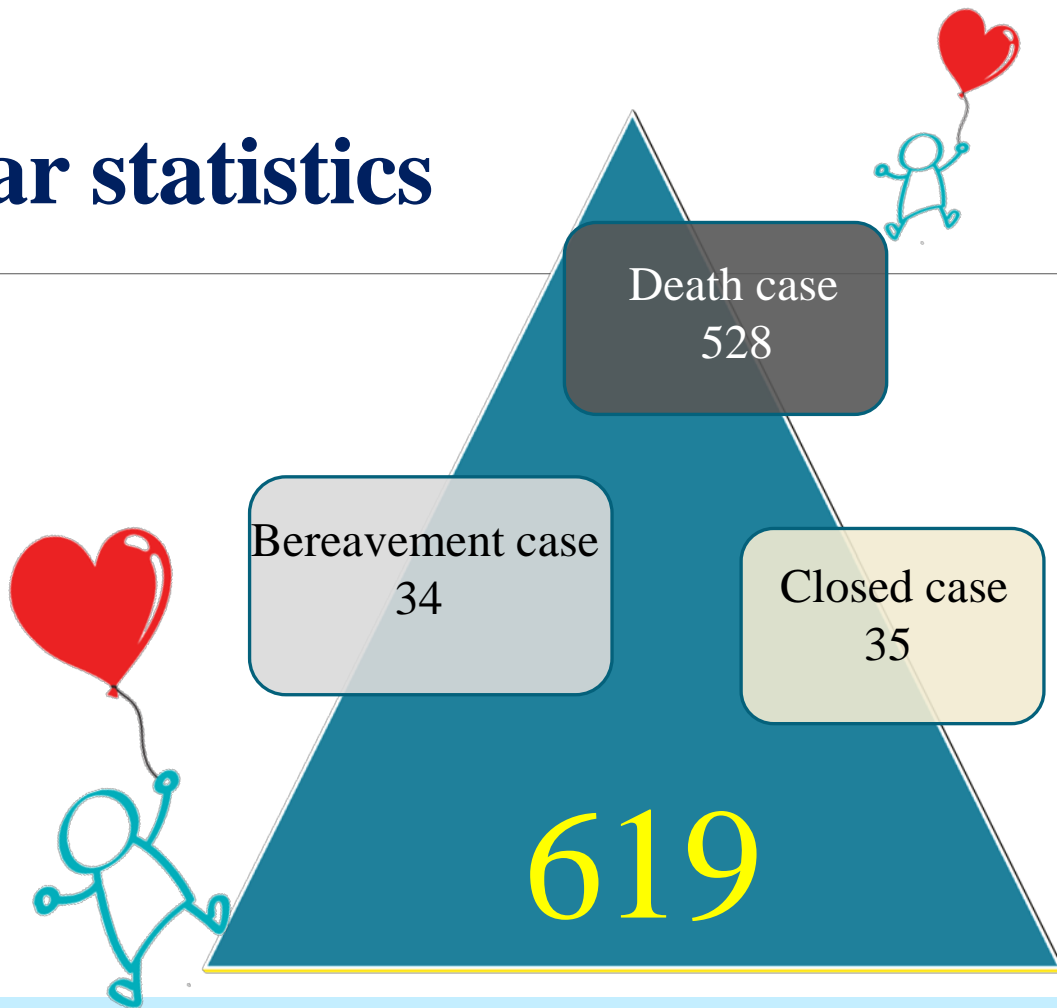 ar statistics
Death case
528
Bereavement case
34
Closed case
35
619